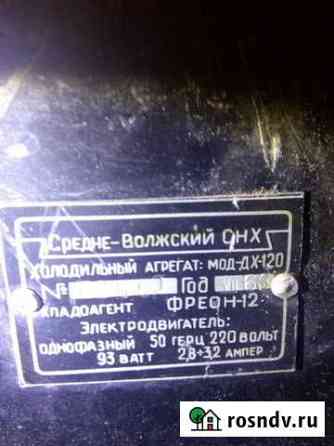 Средне-Волжский СНХ
ХОЛОДИЛЬНЫЙ АГРЕГАТ: МОД-ДХ-120
№ Год
ХЛАДОАГЕНТ ФРЕОН-12
ЭЛЕКТРОДВИГАТЕЛЬ:
ОДНОФАЗНЫЙ 50 ГЕРЦ 220 ВОЛЬТ
93 ВАТТ 2,8÷3,2 АМПЕР
rosndv.ru